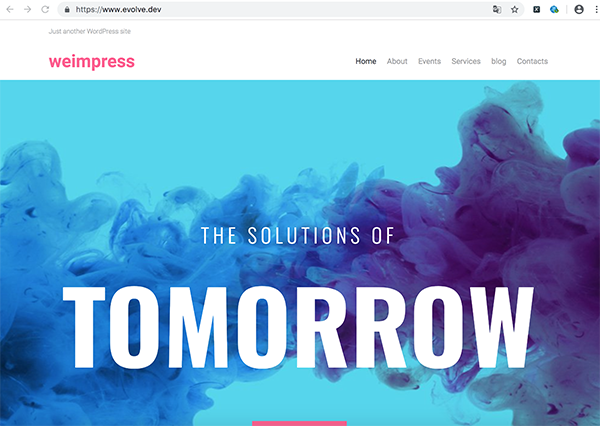 https://www.evolve.dev
Just another WordPress site
weimpress
Home About Events Services blog Contacts
THE SOLUTIONS OF
TOMORROW